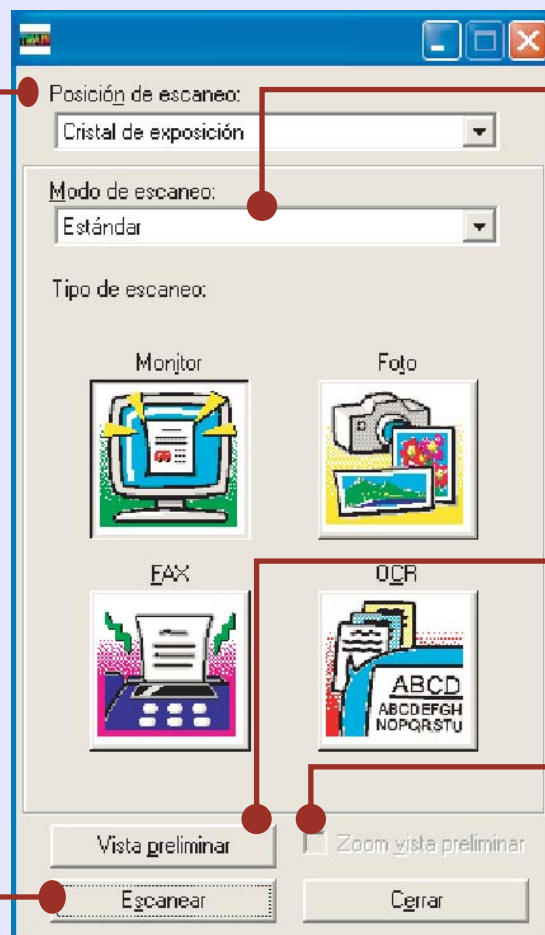 Posición de escaneo:
Cristal de exposición
Modo de escaneo:
Estándar
Tipo de escaneo:
Monitor Foto
FAX OCR
ABCD
ABCDEFGH
NOPQRSTU
Vista preliminar Zoom vista preliminar
Escanear Cerrar